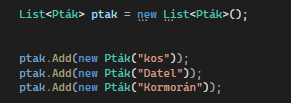 List<Pták> ptak = new List<Pták>();
ptak.Add(new Pták("kos"));
ptak.Add(new Pták("Datel"));
ptak.Add(new Pták("Kormorán"));